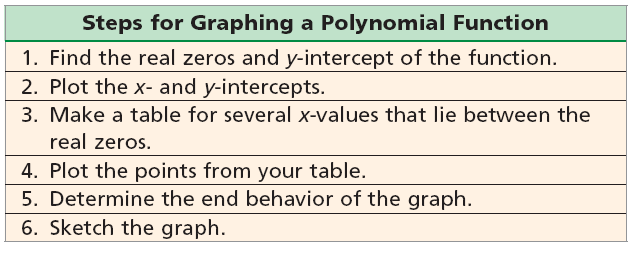 Steps for Graphing a Polynomial Function
1. Find the real zeros and y-intercept of the function.
2. Plot the x- and y-intercepts.
3. Make a table for several x-values that lie between the
real zeros.
4. Plot the points from your table.
5. Determine the end behavior of the graph.
6. Sketch the graph.